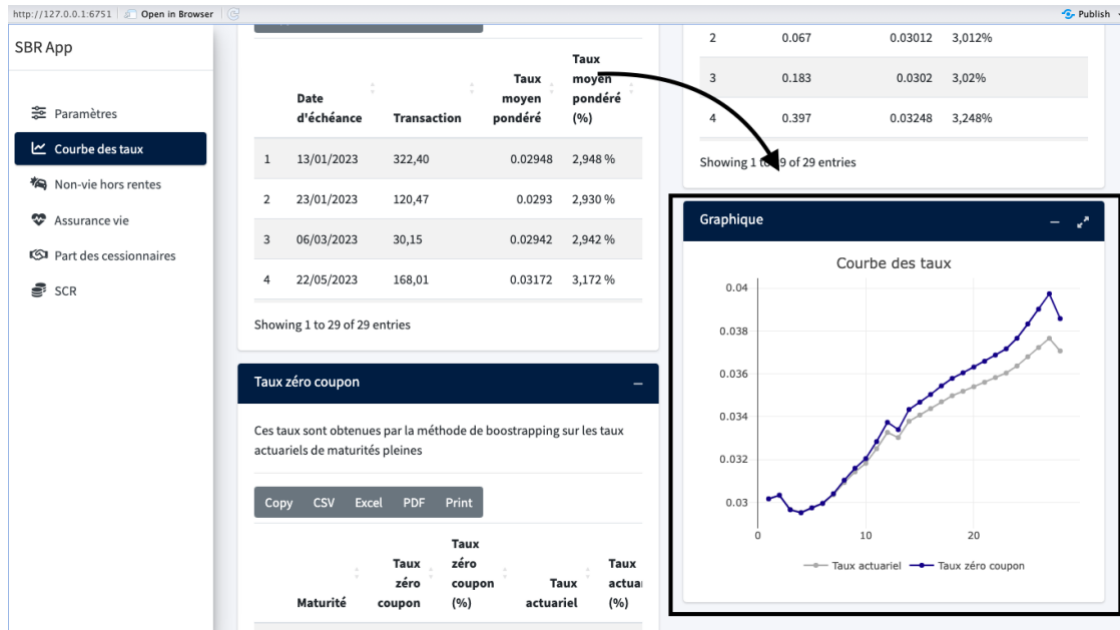 http://127.0.0.1:6751 Open in Browser Publish
SBR App
Paramètres
Courbe des taux
Non-vie hors rentes
Assurance vie
Part des cessionnaires
SCR
Date d'échéance Transaction Taux moyen pondéré Taux moyen pondéré (%)
1 13/01/2023 322,40 0.02948 2,948 %
2 23/01/2023 120,47 0.0293 2,930 %
3 06/03/2023 30,15 0.02942 2,942 %
4 22/05/2023 168,01 0.03172 3,172 %
Showing 1 to 29 of 29 entries
Taux zéro coupon
Ces taux sont obtenues par la méthode de boostrapping sur les taux
actuariels de maturités pleines
Copy CSV Excel PDF Print
Maturité Taux zéro coupon Taux zéro coupon (%) Taux actuariel Taux (%)
2 0.067 0.03012 3,012%
3 0.183 0.0302 3,02%
4 0.397 0.03248 3,248%
Showing 1 of 29 entries
Graphique
Courbe des taux
0.04
0.038
0.036
0.034
0.032
0.03
0 10 20
Taux actuariel Taux zéro coupon